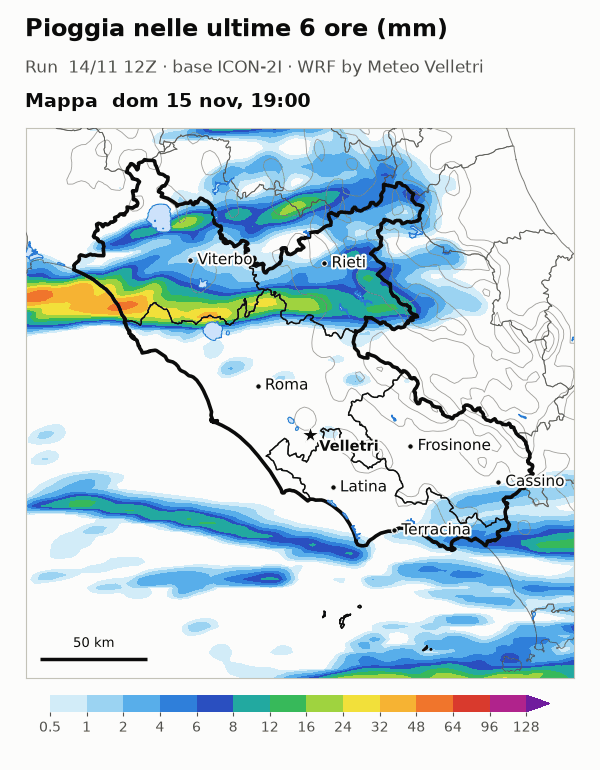 Pioggia nelle ultime 6 ore (mm)
Run  14/11 12Z · base ICON-2I · WRF by Meteo Velletri
Mappa  dom 15 nov, 19:00
Viterbo
Rieti
Roma
Velletri
Frosinone
Latina
Cassino
Terracina
50 km
0.5 1 2 4 6 8 12 16 24 32 48 64 96 128